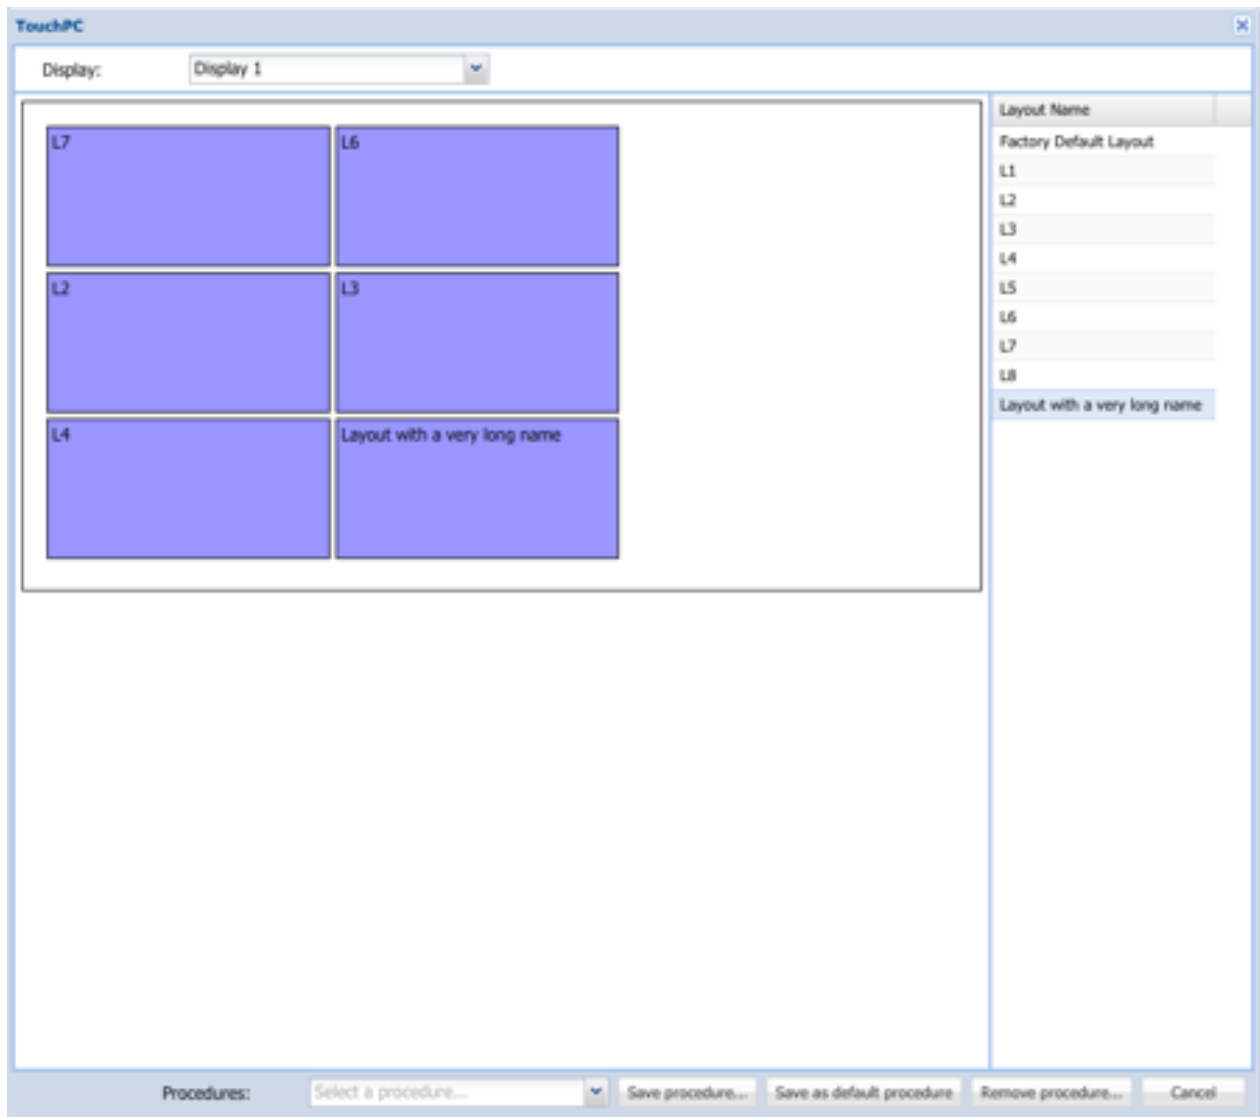 TouchPC
Display: Display 1
L7 L6
L2 L3
L4 Layout with a very long name
Layout Name
Factory Default Layout
L1
L2
L3
L4
L5
L6
L7
L8
Layout with a very long name
Procedures: Select a procedure... Save procedure... Save as default procedure Remove procedure... Cancel